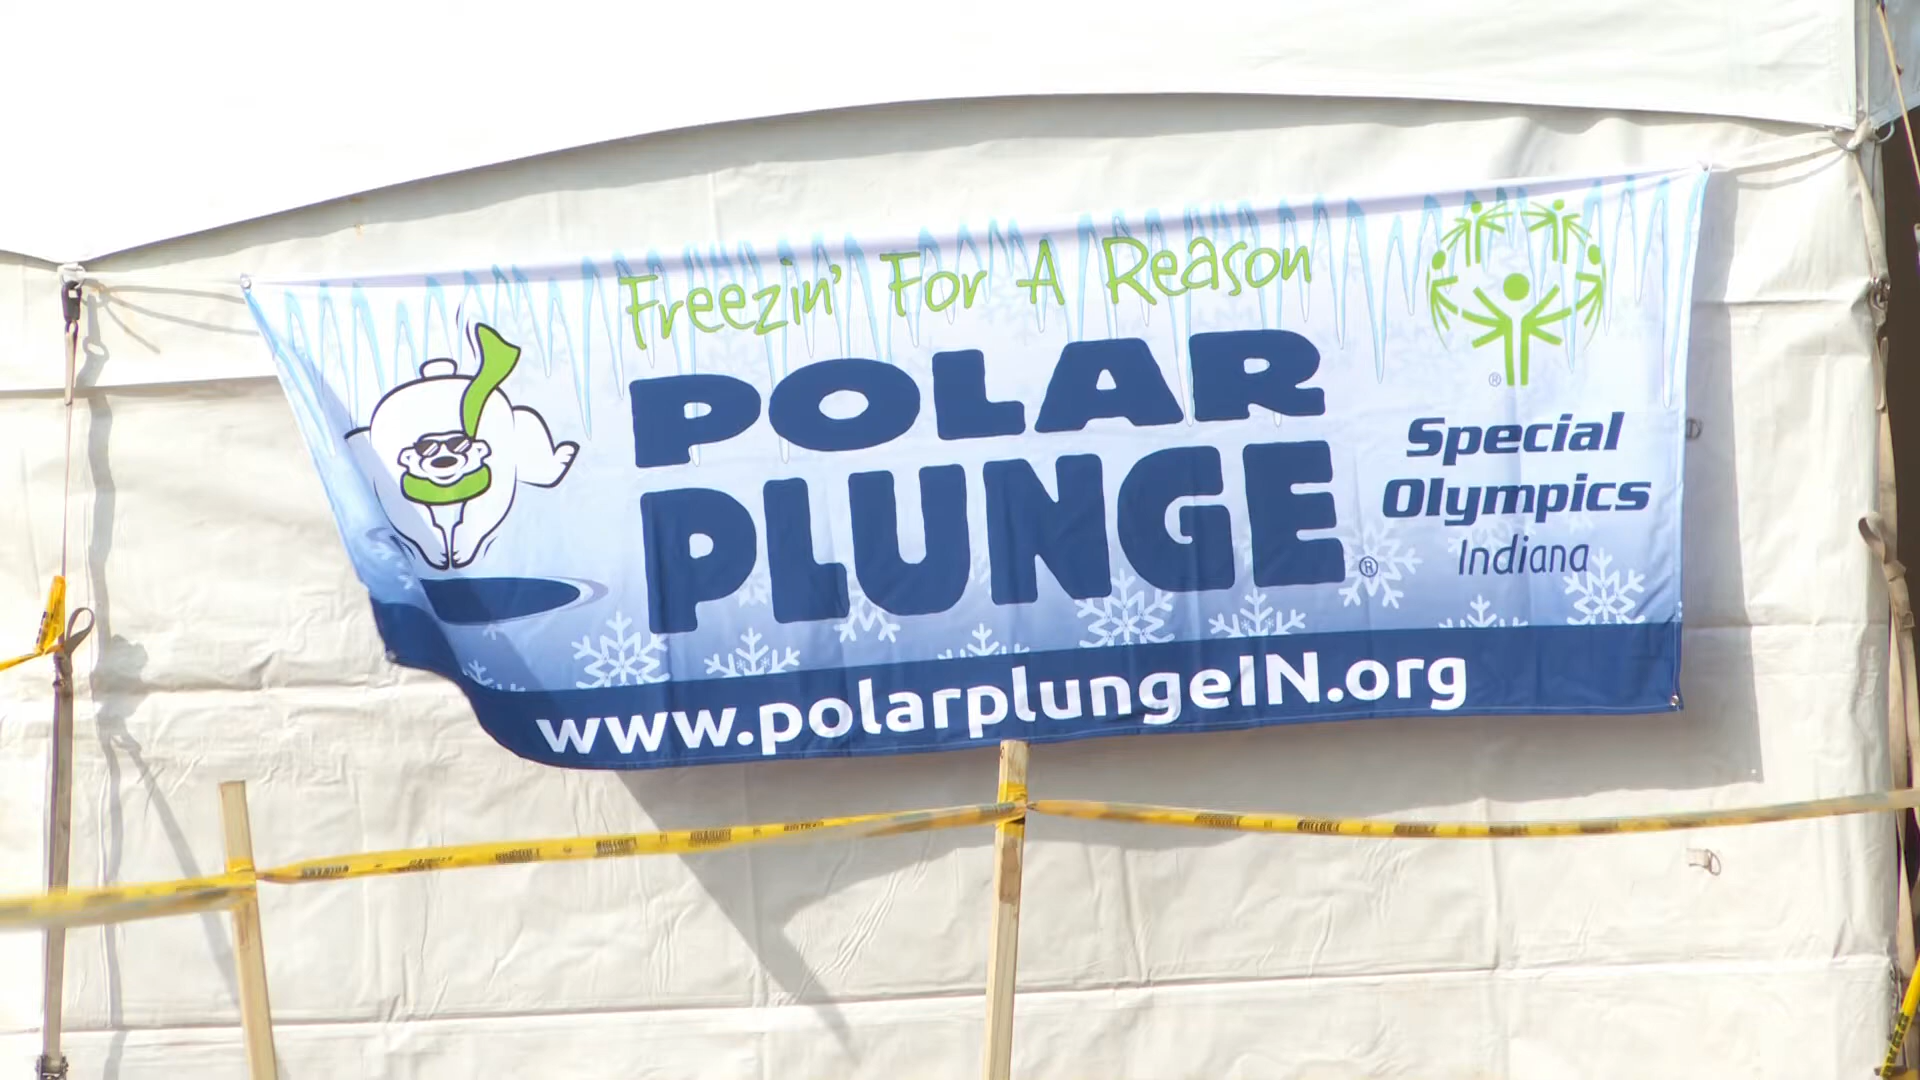 Freezin' For A Reason
POLAR
PLUNGE®
®
Special
Olympics
Indiana
www.polarplungeIN.org